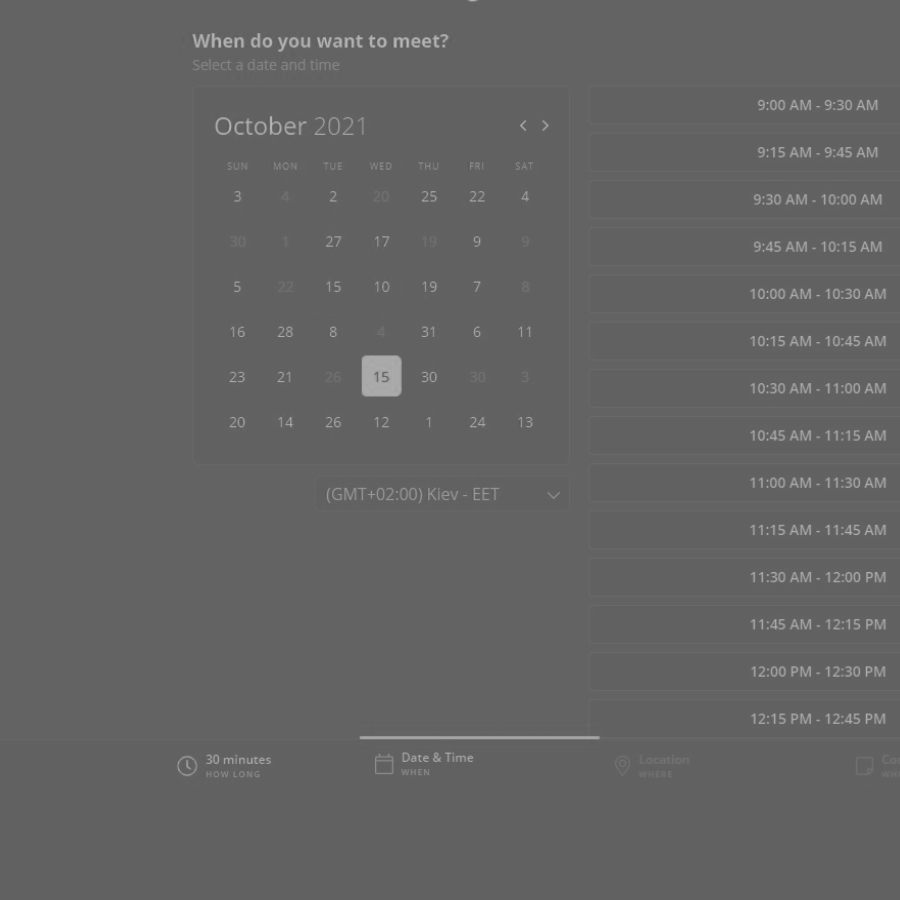 When do you want to meet?
Select a date and time
October 2021
SUN MON TUE WED THU FRI SAT
3 4 2 20 25 22 4
30 1 27 17 19 9 9
5 22 15 10 19 7 8
16 28 8 4 31 6 11
23 21 26 15 30 30 3
20 14 26 12 1 24 13
(GMT+02:00) Kiev - EET
9:00 AM - 9:30 AM
9:15 AM - 9:45 AM
9:30 AM - 10:00 AM
9:45 AM - 10:15 AM
10:00 AM - 10:30 AM
10:15 AM - 10:45 AM
10:30 AM - 11:00 AM
10:45 AM - 11:15 AM
11:00 AM - 11:30 AM
11:15 AM - 11:45 AM
11:30 AM - 12:00 PM
11:45 AM - 12:15 PM
12:00 PM - 12:30 PM
12:15 PM - 12:45 PM
30 minutes
HOW LONG
Date & Time
WHEN
Location
WHERE